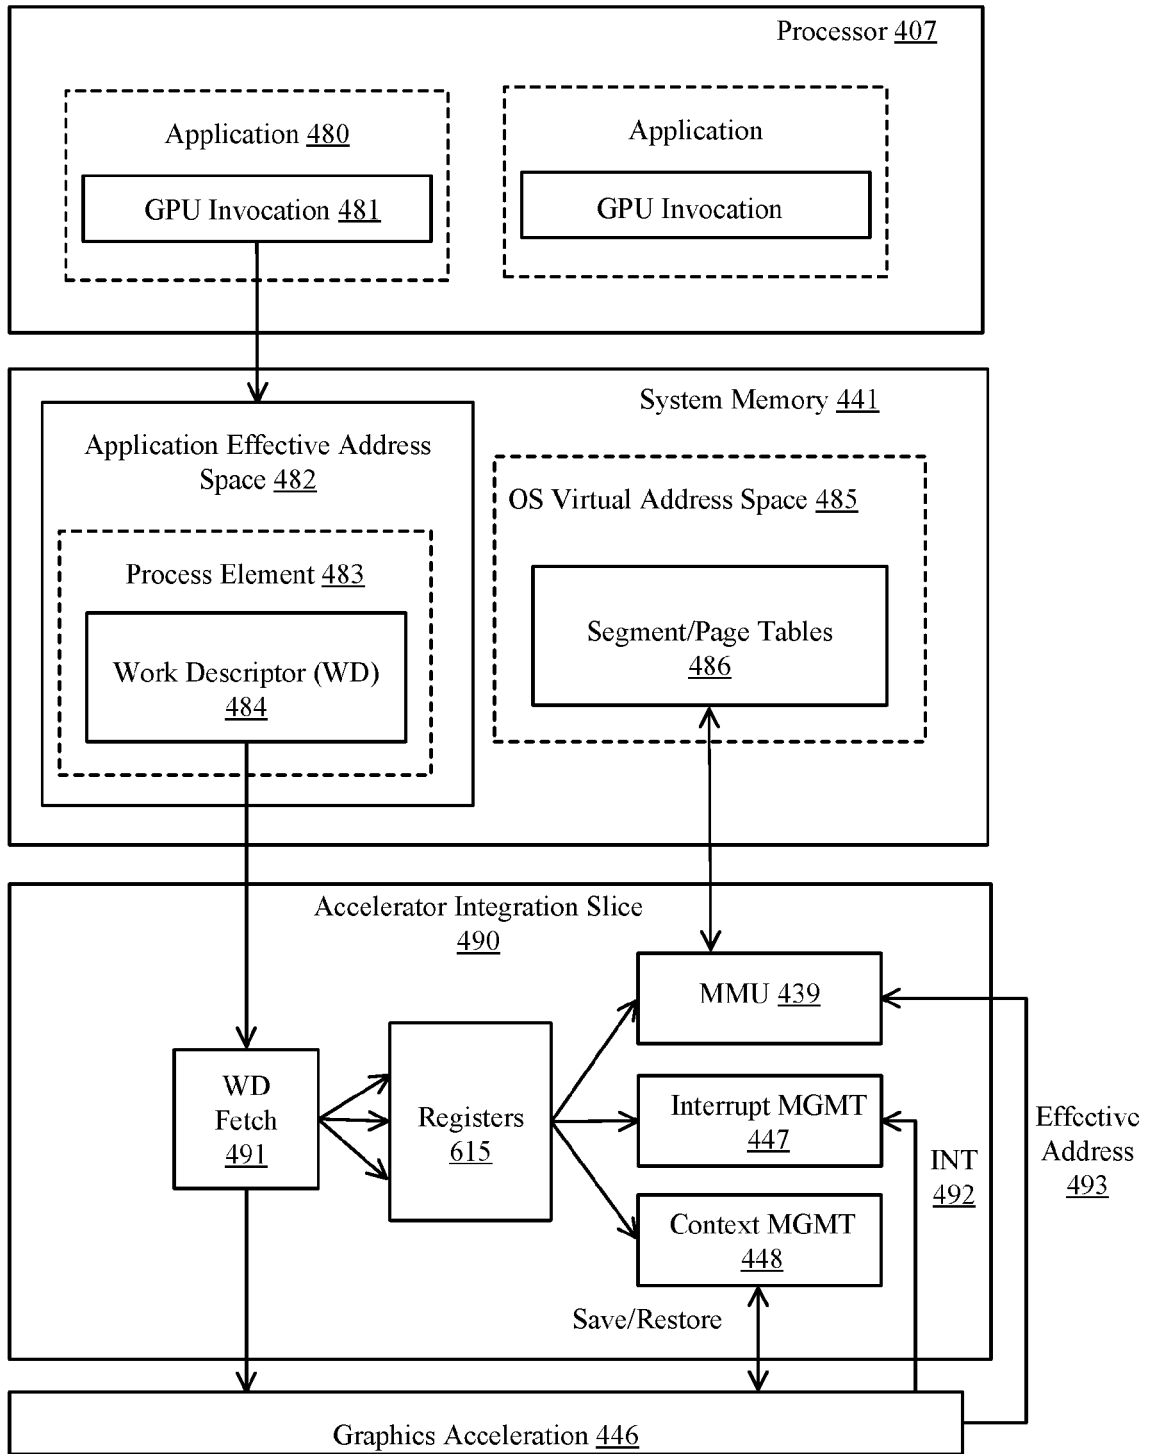 Processor 407
Application 480
Application
GPU Invocation 481
GPU Invocation
System Memory 441
Application Effective Address
Space 482
OS Virtual Address Space 485
Process Element 483
Segment/Page Tables
486
Work Descriptor (WD)
484
Accelerator Integration Slice
490
MMU 439
WD
Fetch
491
Registers
615
Interrupt MGMT
447
Effective
Address
493
INT
492
Context MGMT
448
Save/Restore
Graphics Acceleration 446